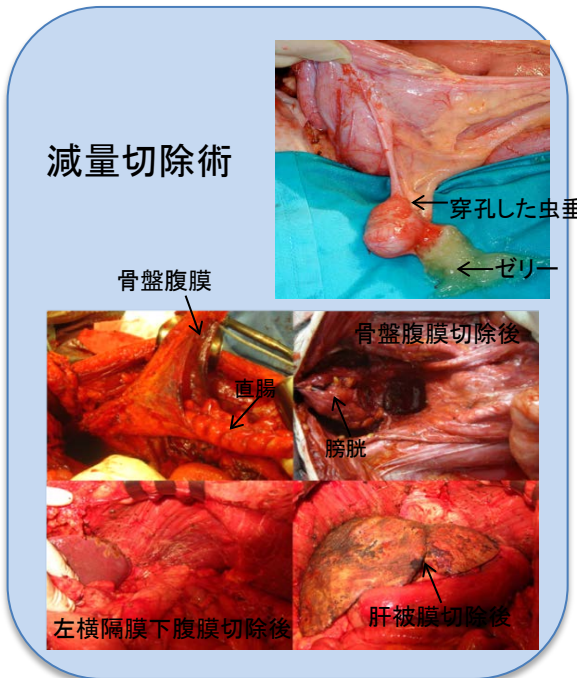 減量切除術
穿孔した虫垂
ゼリー
骨盤腹膜
直腸
骨盤腹膜切除後
膀胱
左横隔膜下腹膜切除後
肝被膜切除後